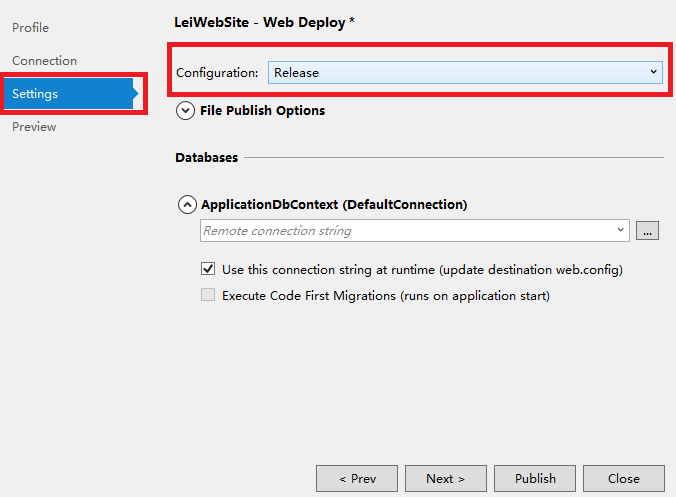 Profile
Connection
Settings
Preview
LeiWebSite - Web Deploy *
Configuration: Release
File Publish Options
Databases
ApplicationDbContext (DefaultConnection)
Remote connection string
...
Use this connection string at runtime (update destination web.config)
Execute Code First Migrations (runs on application start)
< Prev
Next >
Publish
Close